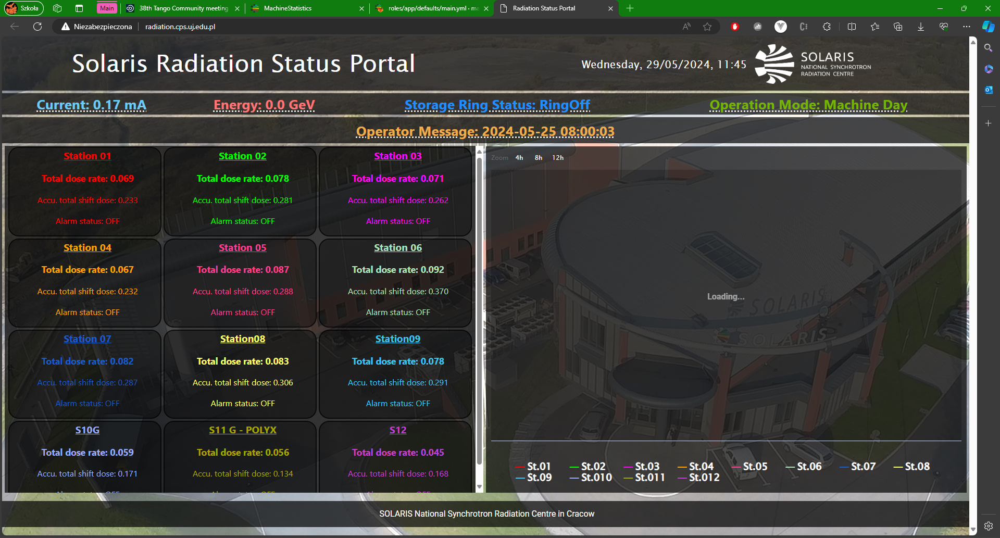 Szkoła
Main
38th Tango Community meeting
MachineStatistics
roles/app/defaults/main.yml · ma
Radiation Status Portal
Niezabezpieczona
radiation.cps.uj.edu.pl
Solaris Radiation Status Portal
Wednesday, 29/05/2024, 11:45
SOLARIS
NATIONAL SYNCHROTRON
RADIATION CENTRE
Current: 0.17 mA
Energy: 0.0 GeV
Storage Ring Status: RingOff
Operation Mode: Machine Day
Operator Message: 2024-05-25 08:00:03
Station 01
Total dose rate: 0.069
Accu. total shift dose: 0.233
Alarm status: OFF
Station 02
Total dose rate: 0.078
Accu. total shift dose: 0.281
Alarm status: OFF
Station 03
Total dose rate: 0.071
Accu. total shift dose: 0.262
Alarm status: OFF
Station 04
Total dose rate: 0.067
Accu. total shift dose: 0.232
Alarm status: OFF
Station 05
Total dose rate: 0.087
Accu. total shift dose: 0.288
Alarm status: OFF
Station 06
Total dose rate: 0.092
Accu. total shift dose: 0.370
Alarm status: OFF
Station 07
Total dose rate: 0.082
Accu. total shift dose: 0.287
Alarm status: OFF
Station08
Total dose rate: 0.083
Accu. total shift dose: 0.306
Alarm status: OFF
Station09
Total dose rate: 0.078
Accu. total shift dose: 0.291
Alarm status: OFF
S10G
Total dose rate: 0.059
Accu. total shift dose: 0.171
S11 G - POLYX
Total dose rate: 0.056
Accu. total shift dose: 0.134
S12
Total dose rate: 0.045
Accu. total shift dose: 0.168
Zoom 4h 8h 12h
Loading...
SOLARIS
SOLARIS
St.01 St.02 St.03 St.04 St.05 St.06 St.07 St.08
St.09 St.010 St.011 St.012
SOLARIS National Synchrotron Radiation Centre in Cracow